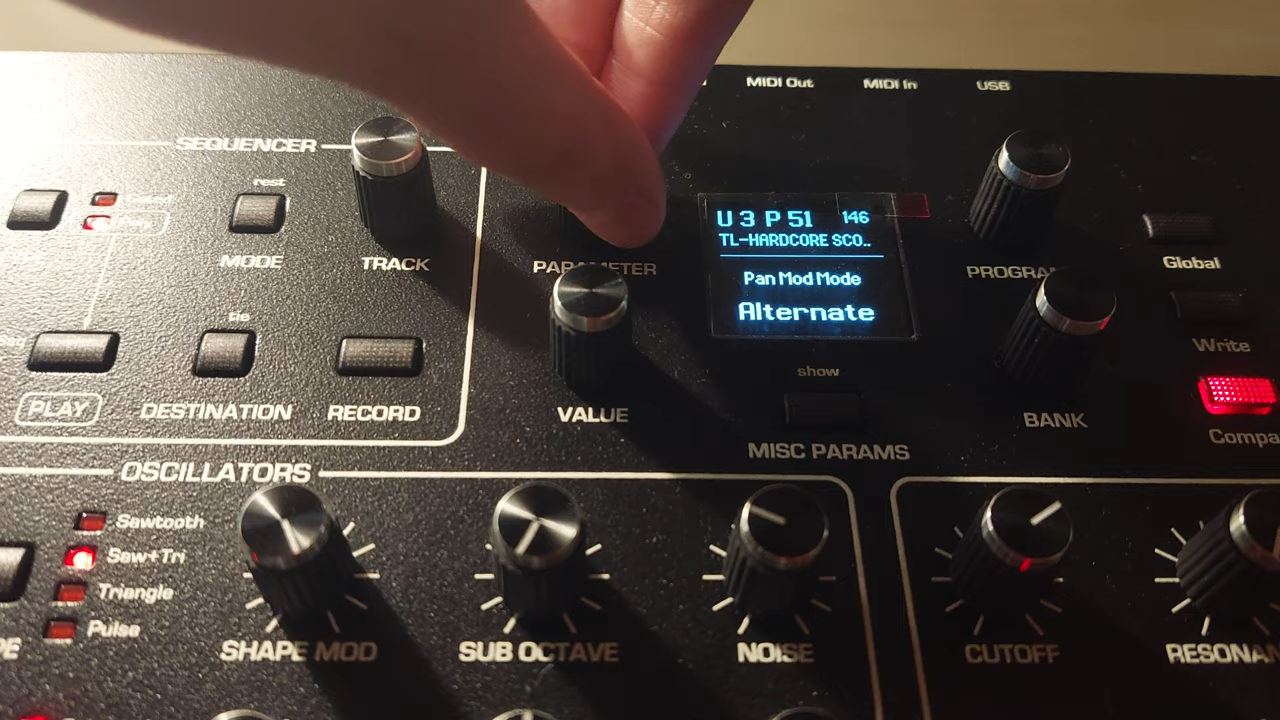 MIDI Out
MIDI In
USB
SEQUENCER
rest
MODE
TRACK
PARAMETER
U 3 P 51 146
TL-HARDCORE SCO..
Pan Mod Mode
Alternate
Global
Write
tie
PLAY
DESTINATION
RECORD
VALUE
show
MISC PARAMS
BANK
OSCILLATORS
Sawtooth
Saw+Tri
Triangle
Pulse
SHAPE MOD
SUB OCTAVE
NOISE
CUTOFF